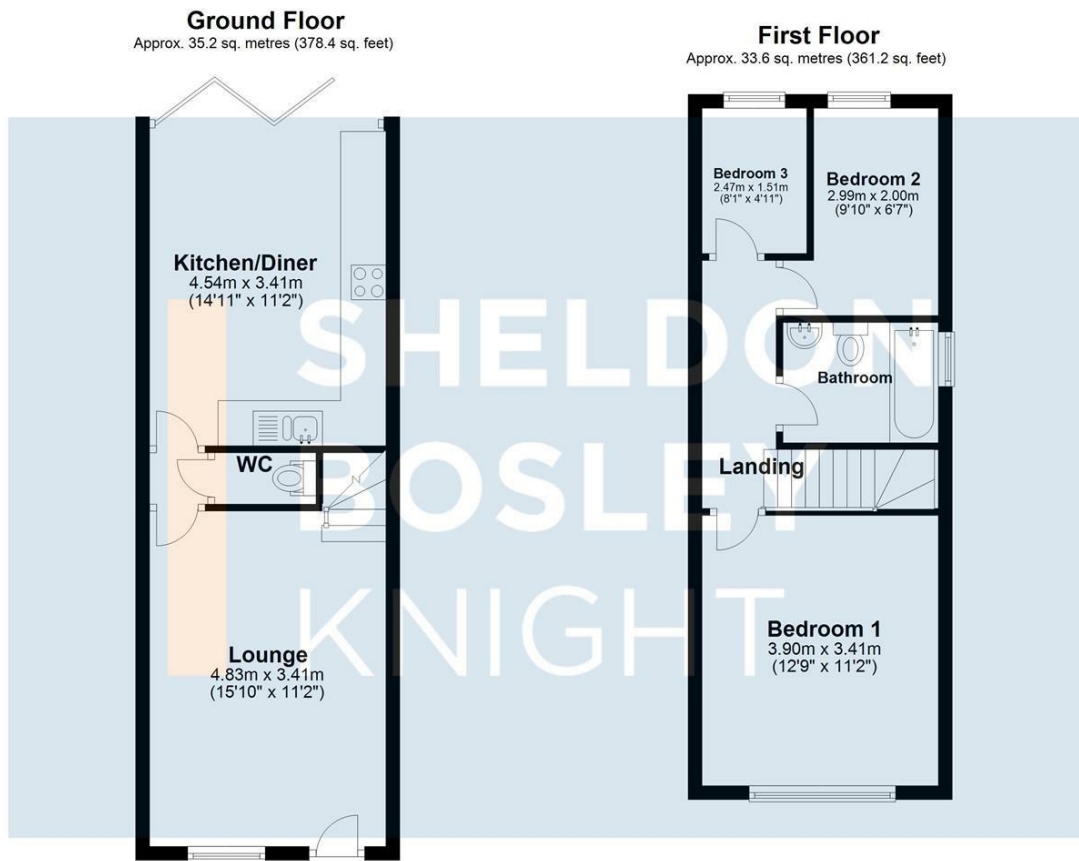 Ground Floor
Approx. 35.2 sq. metres (378.4 sq. feet)
Kitchen/Diner
4.54m x 3.41m
(14'11" x 11'2")
WC
Lounge
4.83m x 3.41m
(15'10" x 11'2")
First Floor
Approx. 33.6 sq. metres (361.2 sq. feet)
Bedroom 3
2.47m x 1.51m
(8'1" x 4'11")
Bedroom 2
2.99m x 2.00m
(9'10" x 6'7")
Bathroom
Landing
Bedroom 1
3.90m x 3.41m
(12'9" x 11'2")
SHELDON
BOSLEY
KNIGHT